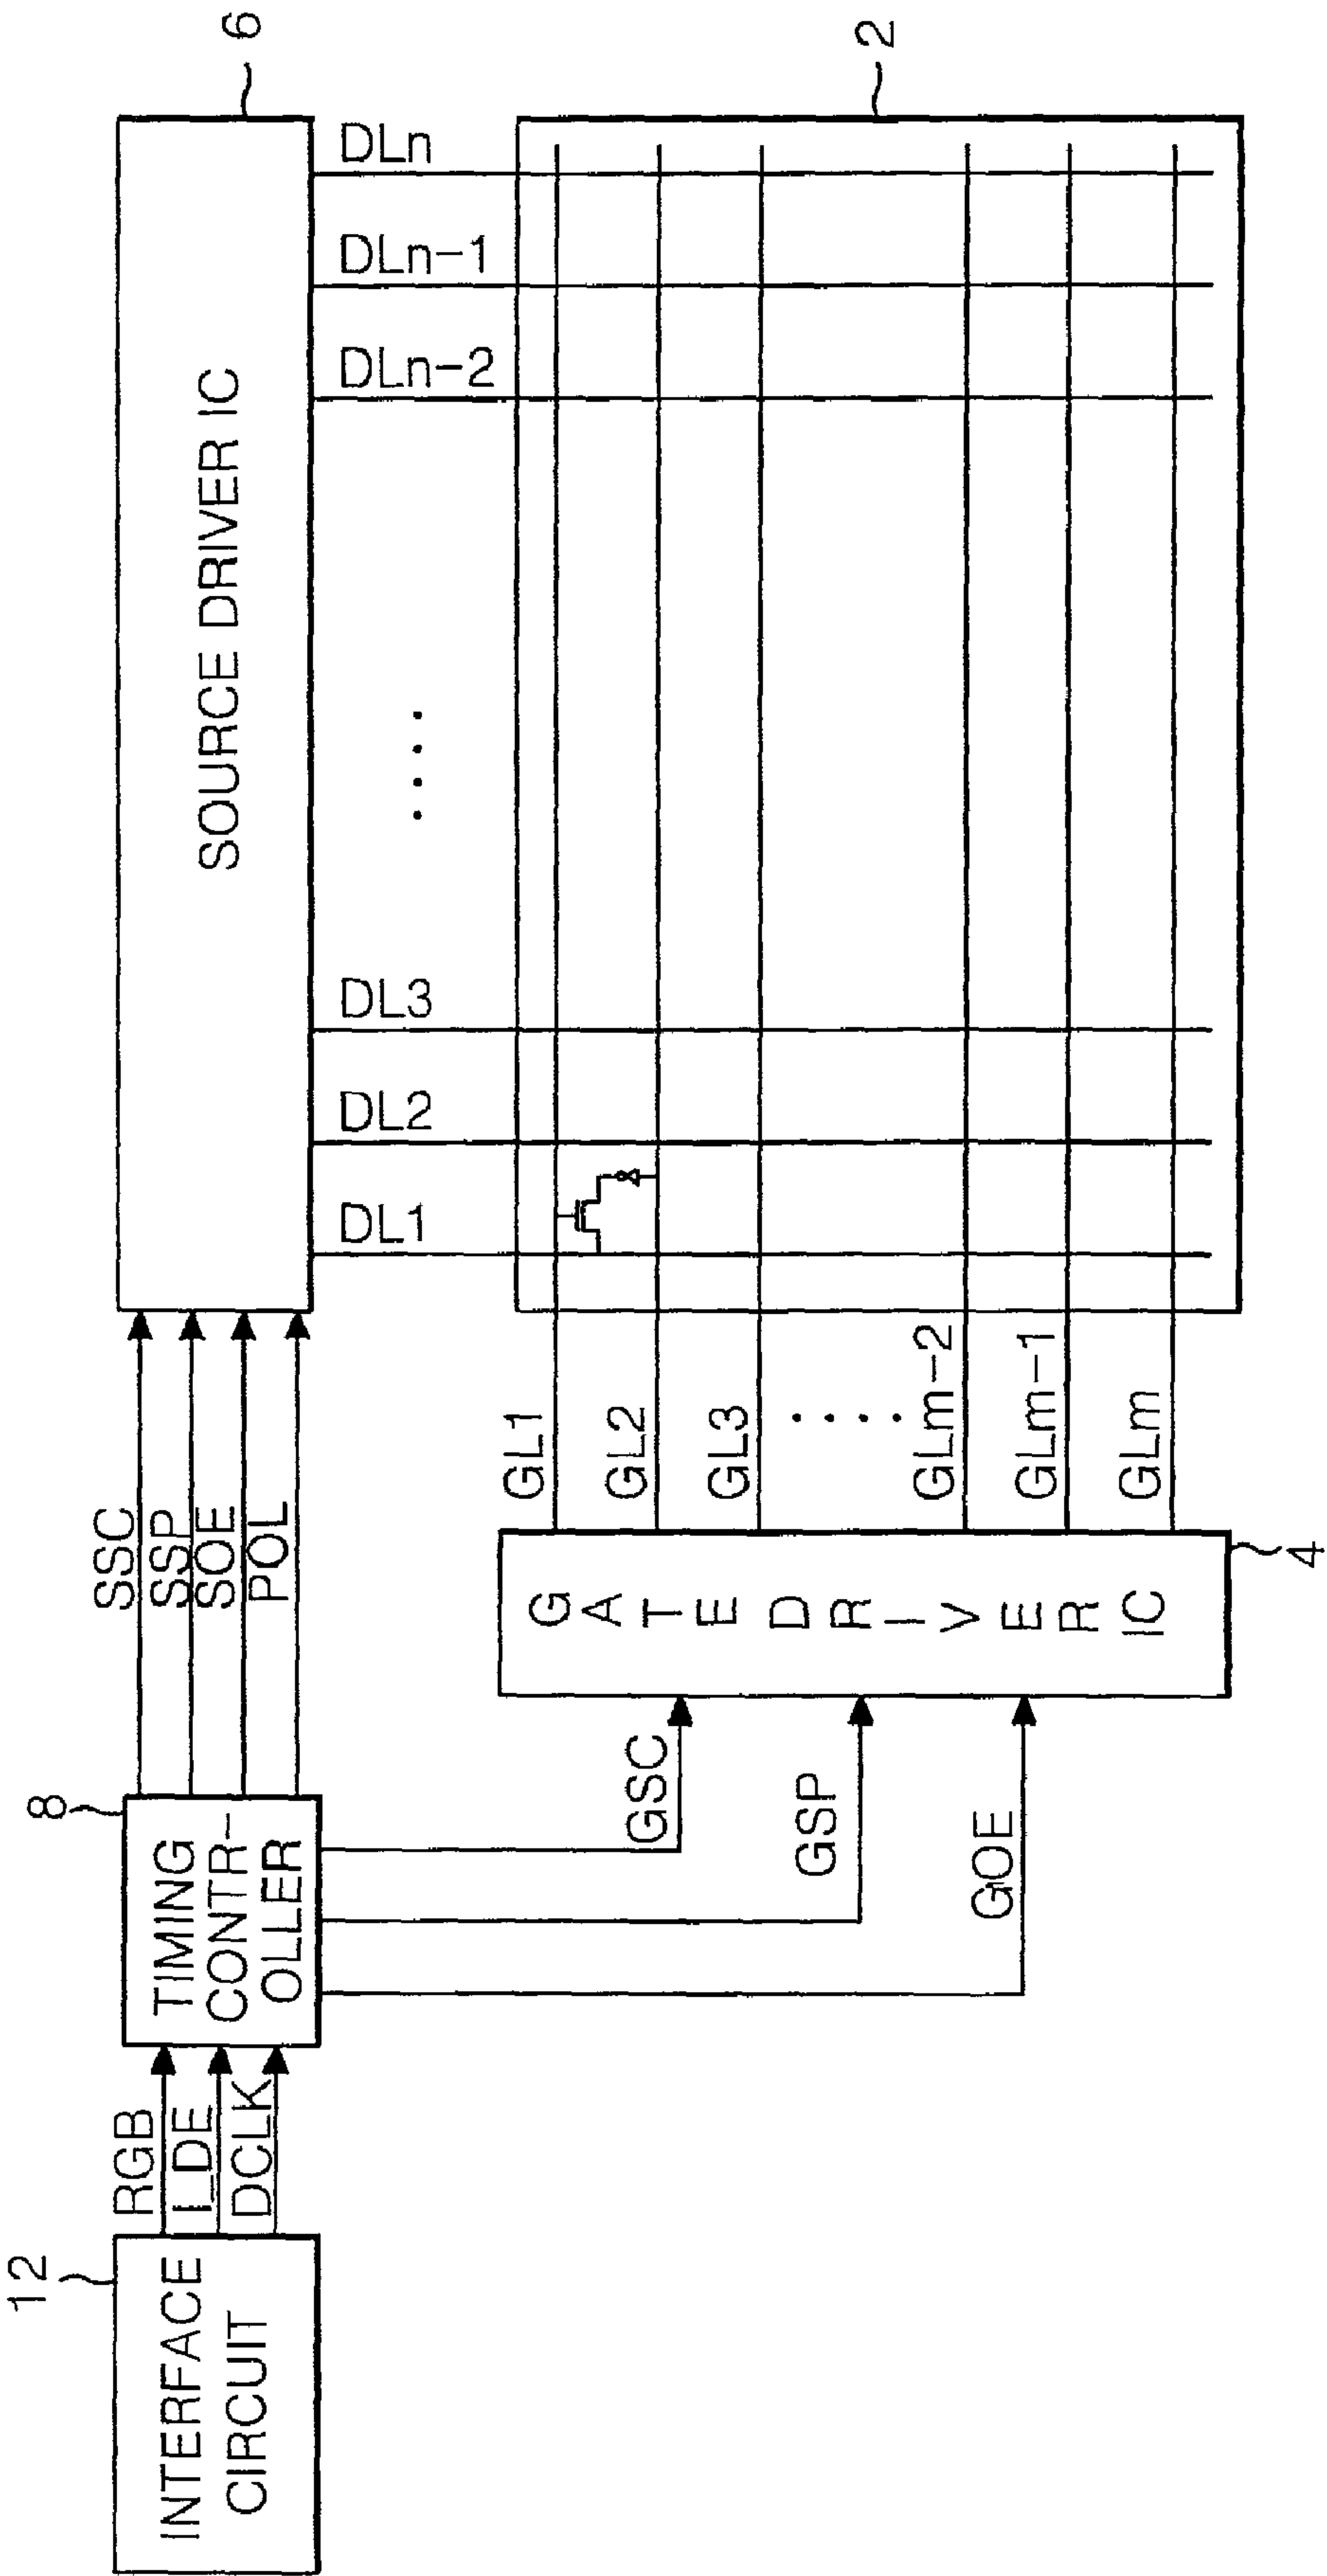 12
INTERFACE
CIRCUIT
RGB
I_DE
DCLK
8
TIMING
CONTR-
OLLER
SSC
SSP
SOE
POL
GSC
GSP
GOE
SOURCE DRIVER IC
6
GATE DRIVER IC
4
DL1
DL2
DL3
....
DLn-2
DLn-1
DLn
GL1
GL2
GL3
....
GLm-2
GLm-1
GLm
2